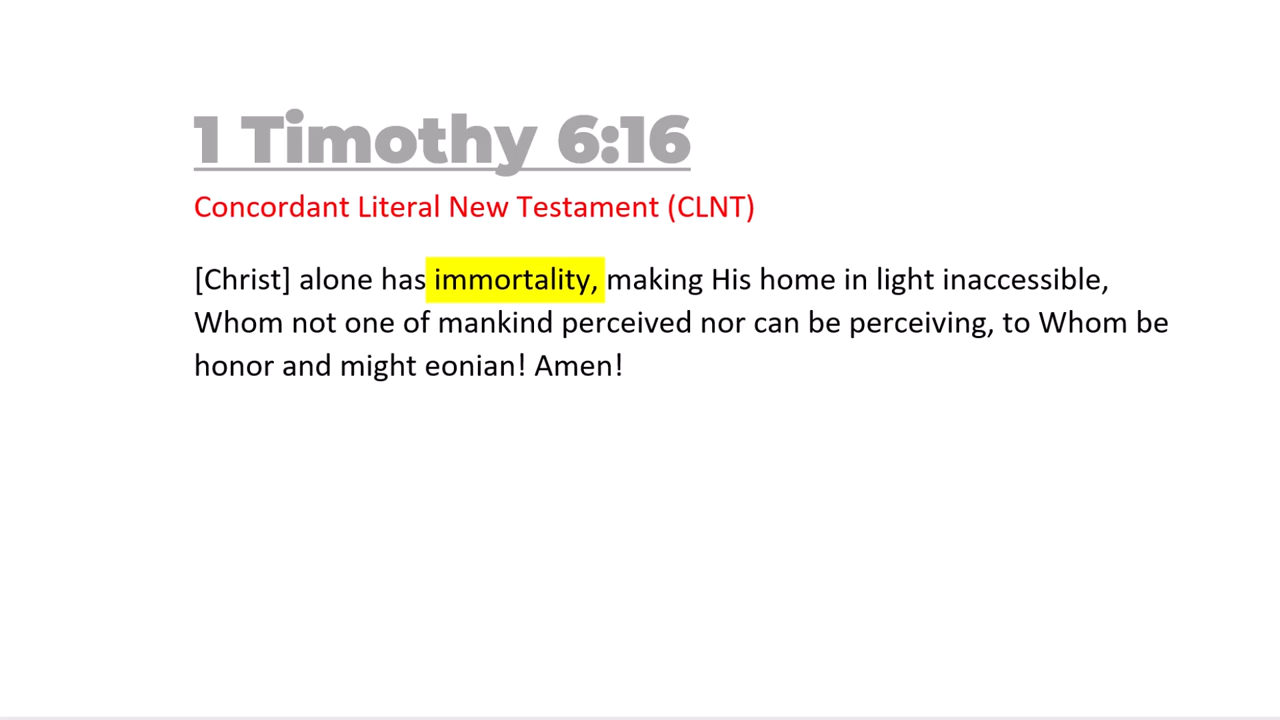 1 Timothy 6:16
Concordant Literal New Testament (CLNT)
[Christ] alone has immortality, making His home in light inaccessible,
Whom not one of mankind perceived nor can be perceiving, to Whom be
honor and might eonian! Amen!